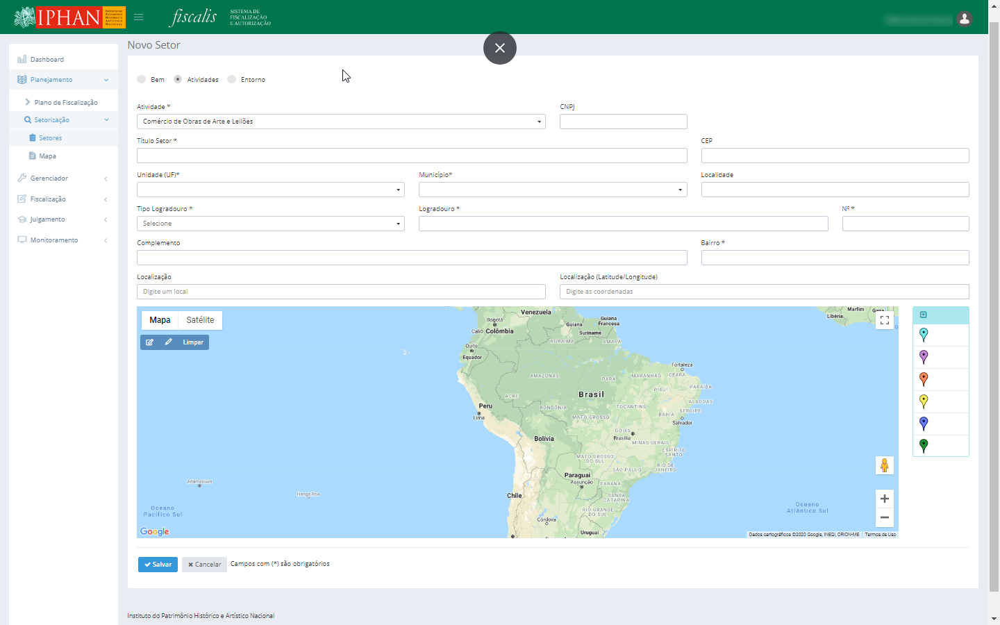 IPHAN
INSTITUTO DO
PATRIMÔNIO
HISTÓRICO E
ARTÍSTICO
NACIONAL
fiscalis
SISTEMA DE
FISCALIZAÇÃO
E AUTORIZAÇÃO
Dashboard
Planejamento
Plano de Fiscalização
Setorização
Setores
Mapa
Gerenciador
Fiscalização
Julgamento
Monitoramento
Novo Setor
Bem
Atividades
Entorno
Atividade *
CNPJ
Comércio de Obras de Arte e Leilões
Título Setor *
CEP
Unidade (UF)*
Município*
Localidade
Tipo Logradouro *
Logradouro *
Nº *
Selecione
Complemento
Bairro *
Localização
Localização (Latitude/Longitude)
Digite um local
Digite as coordenadas
Mapa
Satélite
Limpar
Venezuela
Bogotá
Cali
Colômbia
Guiana
Suriname
Guiana
Francesa
RORAIMA
AMAPÁ
Quito
Equador
Libéria
Marfim
Gana
Fortaleza
AMAZONAS
PARÁ
MARANHÃO
CEARÁ
PARAÍBA
PIAUÍ
ACRE
Brasil
ALAGOAS
SERGIPE
Peru
Lima
RONDÔNIA
TOCANTINS
MATO GROSSO
BAHIA
Salvador
GOIÁS
Brasília
Bolívia
MINAS GERAIS
ESPÍRITO
SANTO
MATO GROSSO
DO SUL
RIO DE
JANEIRO
SÃO PAULO
Paraguai
Assunção
PARANÁ
Chile
SANTA
CATARINA
RIO GRANDE
DO SUL
Córdova
Uruguai
Adamstown
Hanga Roa
Oceano
Pacífico Sul
Oceano
Atlântico Sul
Google
Dados cartográficos ©2020 Google, INEGI, ORION-ME
Termos de Uso
Salvar
Cancelar
Campos com (*) são obrigatórios
Instituto do Patrimônio Histórico e Artístico Nacional